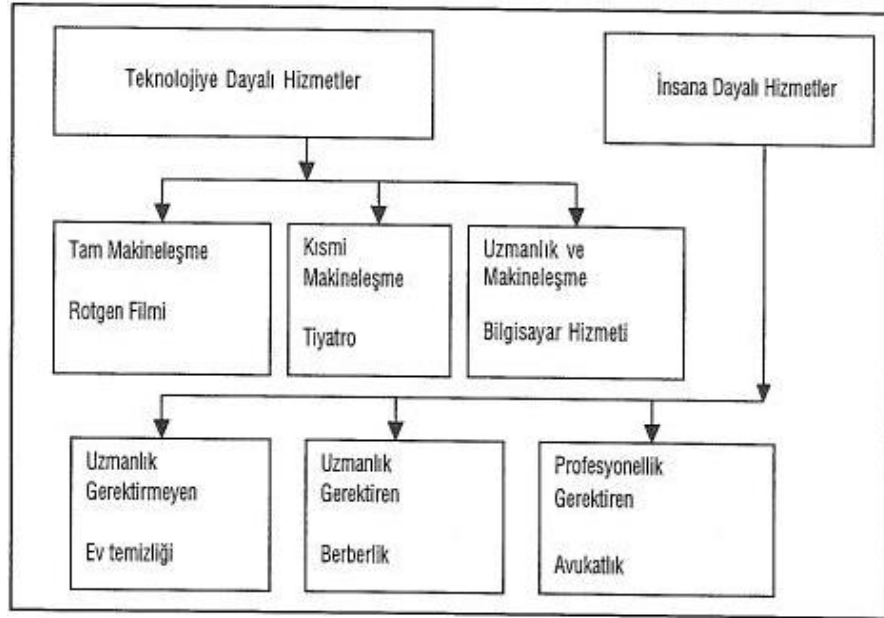 Teknolojiye Dayalı Hizmetler
İnsana Dayalı Hizmetler
Tam Makineleşme
Rotgen Filmi
Kısmi
Makineleşme
Tiyatro
Uzmanlık ve
Makineleşme
Bilgisayar Hizmeti
Uzmanlık
Gerektirmeyen
Ev temizliği
Uzmanlık
Gerektiren
Berberlik
Profesyonellik
Gerektiren
Avukatlık